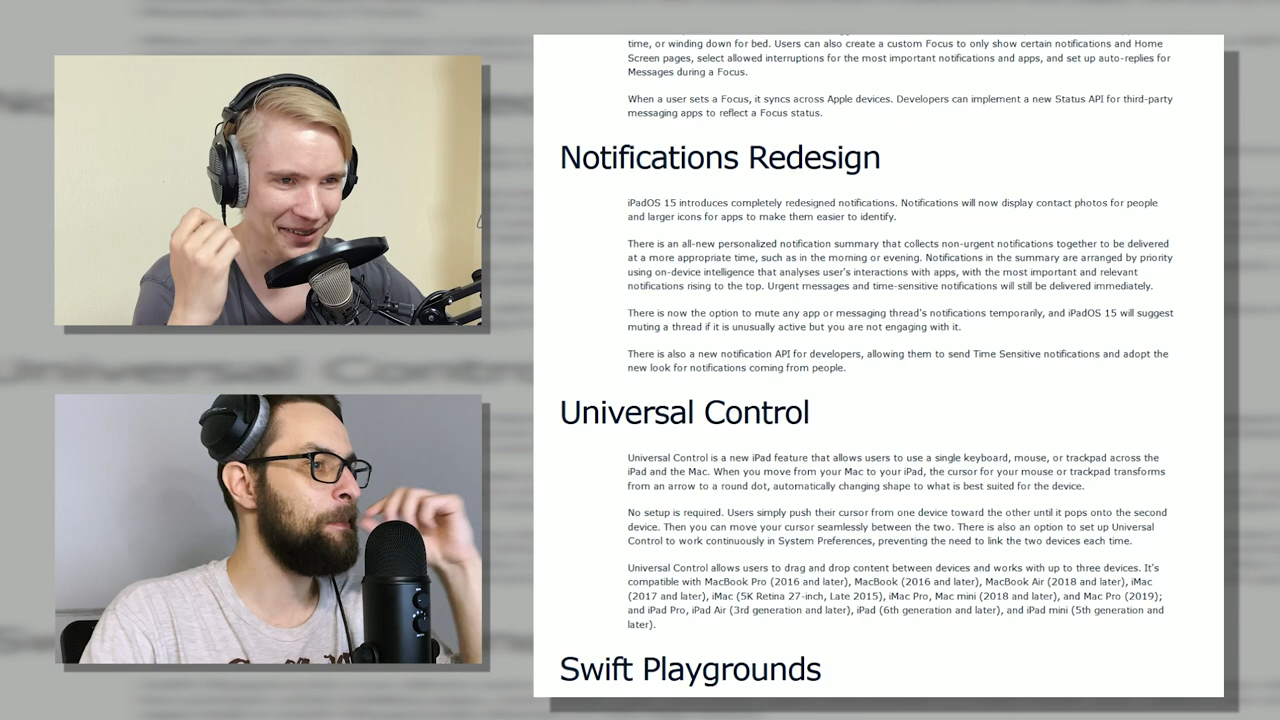 time, or winding down for bed. Users can also create a custom Focus to only show certain notifications and Home
Screen pages, select allowed interruptions for the most important notifications and apps, and set up auto-replies for
Messages during a Focus.
When a user sets a Focus, it syncs across Apple devices. Developers can implement a new Status API for third-party
messaging apps to reflect a Focus status.
Notifications Redesign
iPadOS 15 introduces completely redesigned notifications. Notifications will now display contact photos for people
and larger icons for apps to make them easier to identify.
There is an all-new personalized notification summary that collects non-urgent notifications together to be delivered
at a more appropriate time, such as in the morning or evening. Notifications in the summary are arranged by priority
using on-device intelligence that analyses user's interactions with apps, with the most important and relevant
notifications rising to the top. Urgent messages and time-sensitive notifications will still be delivered immediately.
There is now the option to mute any app or messaging thread's notifications temporarily, and iPadOS 15 will suggest
muting a thread if it is unusually active but you are not engaging with it.
There is also a new notification API for developers, allowing them to send Time Sensitive notifications and adopt the
new look for notifications coming from people.
Universal Control
Universal Control is a new iPad feature that allows users to use a single keyboard, mouse, or trackpad across the
iPad and the Mac. When you move from your Mac to your iPad, the cursor for your mouse or trackpad transforms
from an arrow to a round dot, automatically changing shape to what is best suited for the device.
No setup is required. Users simply push their cursor from one device toward the other until it pops onto the second
device. Then you can move your cursor seamlessly between the two. There is also an option to set up Universal
Control to work continuously in System Preferences, preventing the need to link the two devices each time.
Universal Control allows users to drag and drop content between devices and works with up to three devices. It's
compatible with MacBook Pro (2016 and later), MacBook (2016 and later), MacBook Air (2018 and later), iMac
(2017 and later), iMac (5K Retina 27-inch, Late 2015), iMac Pro, Mac mini (2018 and later), and Mac Pro (2019);
and iPad Pro, iPad Air (3rd generation and later), iPad (6th generation and later), and iPad mini (5th generation and
later).
Swift Playgrounds